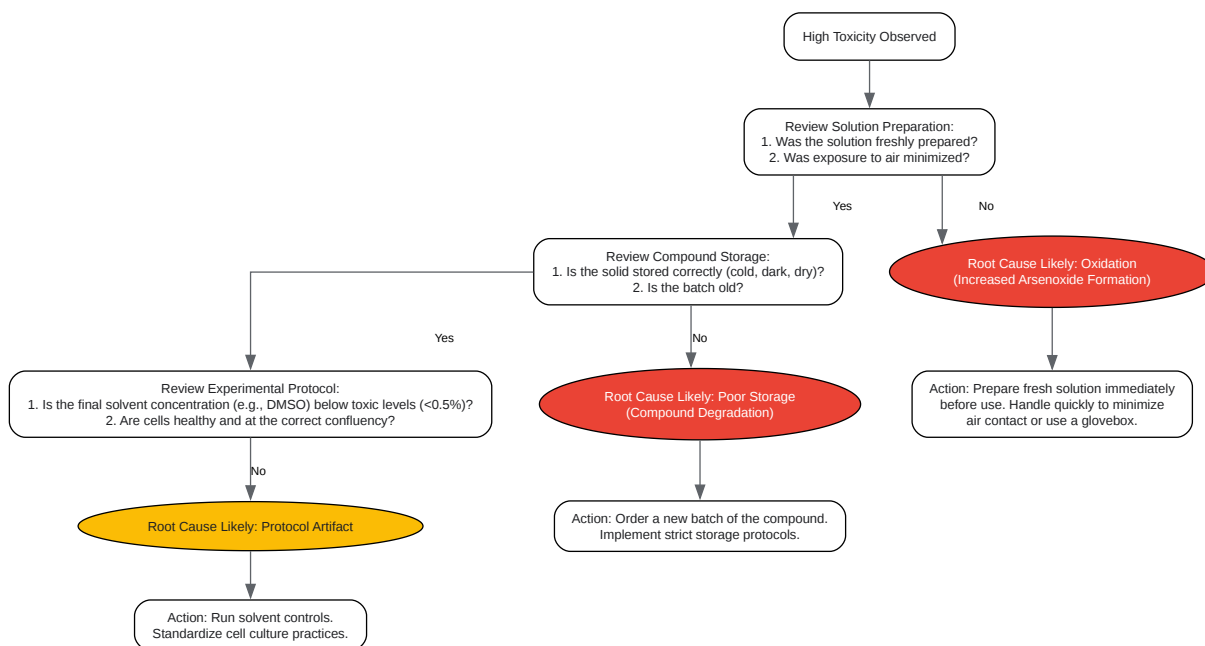 High Toxicity Observed
Review Solution Preparation:
1. Was the solution freshly prepared?
2. Was exposure to air minimized?
Yes
No
Review Compound Storage:
1. Is the solid stored correctly (cold, dark, dry)?
2. Is the batch old?
Root Cause Likely: Oxidation
(Increased Arsenoxide Formation)
Yes
No
Review Experimental Protocol:
1. Is the final solvent concentration (e.g., DMSO) below toxic levels (<0.5%)?
2. Are cells healthy and at the correct confluency?
Root Cause Likely: Poor Storage
(Compound Degradation)
Action: Prepare fresh solution immediately
before use. Handle quickly to minimize
air contact or use a glovebox.
No
Root Cause Likely: Protocol Artifact
Action: Order a new batch of the compound.
Implement strict storage protocols.
Action: Run solvent controls.
Standardize cell culture practices.